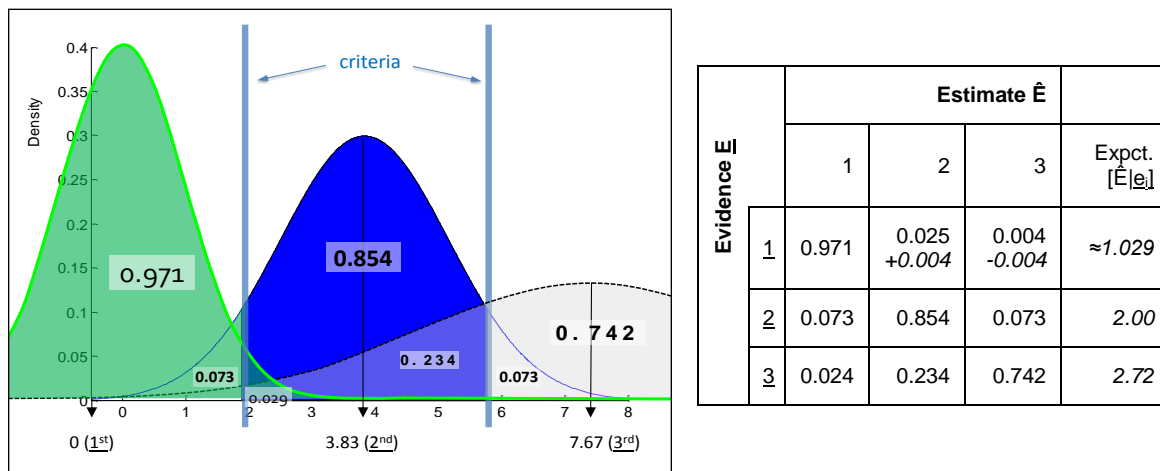 criteria
0.4
0.35
0.3
0.25
0.2
0.15
0.1
0.05
0
Density
0.971
0.854
0.742
0.234
0.073
0.073
0.029
0 1 2 3 4 5 6 7 8
0 (1st) 3.83 (2nd) 7.67 (3rd)
Evidence E
Estimate Ê
1 2 3 Expct.
[Ê|ei]
1 0.971 0.025 0.004 ≈1.029
+0.004 -0.004
2 0.073 0.854 0.073 2.00
3 0.024 0.234 0.742 2.72